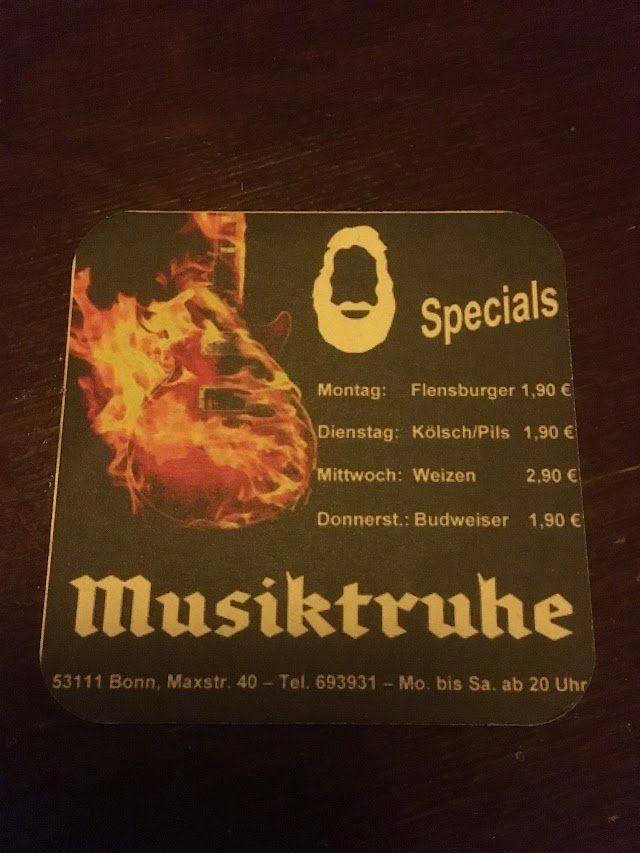 Specials
Montag: Flensburger 1,90 €
Dienstag: Kölsch/Pils 1,90 €
Mittwoch: Weizen 2,90 €
Donnerst.: Budweiser 1,90 €
Musiktruhe
53111 Bonn, Maxstr. 40 – Tel. 693931 – Mo. bis Sa. ab 20 Uhr